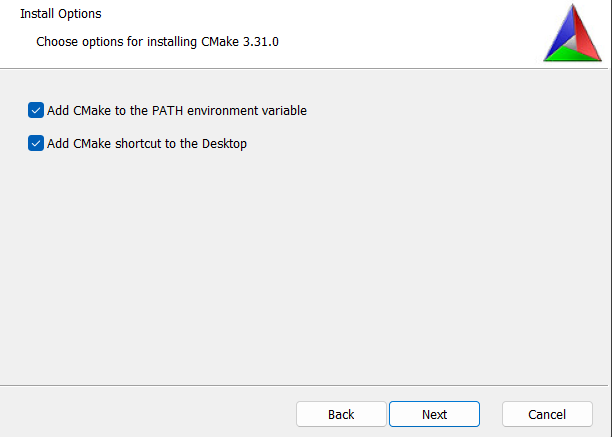 Install Options
Choose options for installing CMake 3.31.0
Add CMake to the PATH environment variable
Add CMake shortcut to the Desktop
Back
Next
Cancel